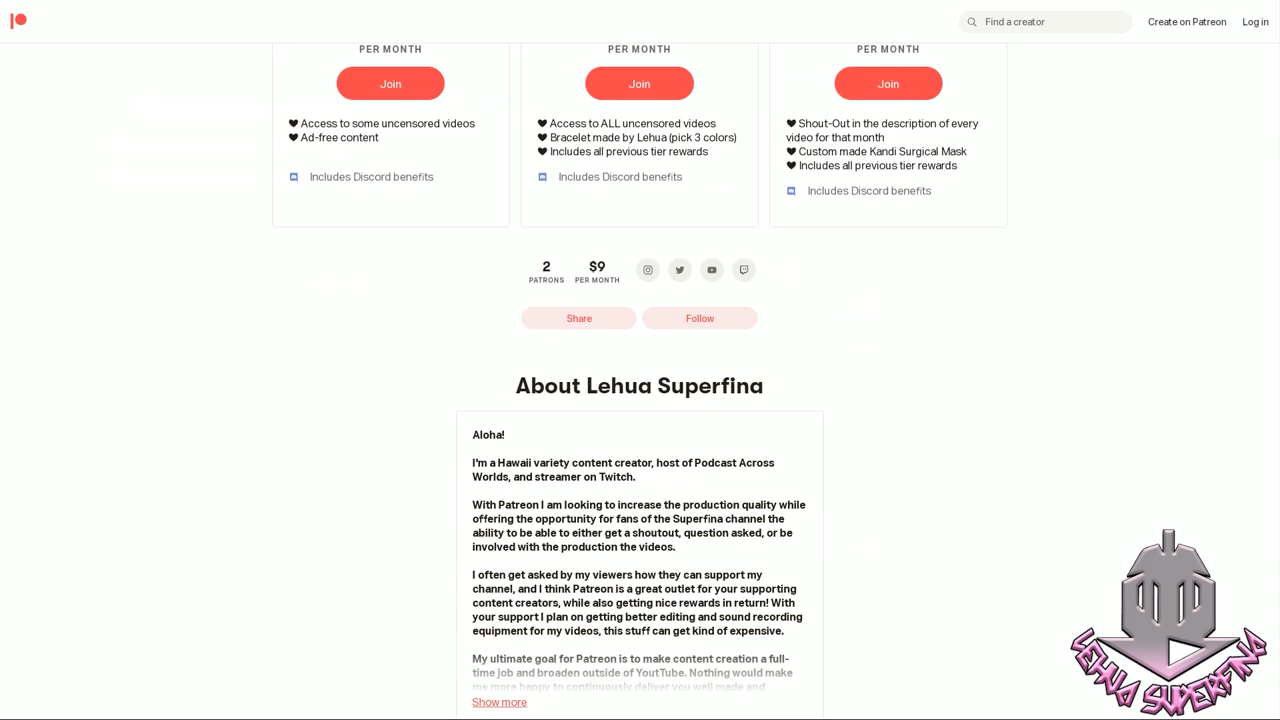 Find a creator
Create on Patreon
Log in
PER MONTH
Join
❤ Access to some uncensored videos
❤ Ad-free content
Includes Discord benefits
PER MONTH
Join
❤ Access to ALL uncensored videos
❤ Bracelet made by Lehua (pick 3 colors)
❤ Includes all previous tier rewards
Includes Discord benefits
PER MONTH
Join
❤ Shout-Out in the description of every
video for that month
❤ Custom made Kandi Surgical Mask
❤ Includes all previous tier rewards
Includes Discord benefits
2
PATRONS
$9
PER MONTH
Share
Follow
About Lehua Superfina
Aloha!
I'm a Hawaii variety content creator, host of Podcast Across
Worlds, and streamer on Twitch.
With Patreon I am looking to increase the production quality while
offering the opportunity for fans of the Superfina channel the
ability to be able to either get a shoutout, question asked, or be
involved with the production the videos.
I often get asked by my viewers how they can support my
channel, and I think Patreon is a great outlet for your supporting
content creators, while also getting nice rewards in return! With
your support I plan on getting better editing and sound recording
equipment for my videos, this stuff can get kind of expensive.
My ultimate goal for Patreon is to make content creation a full-
time job and broaden outside of YouTube. Nothing would make
me more happy to continuously deliver you well made and
Show more
LEHUA SUPERFINA